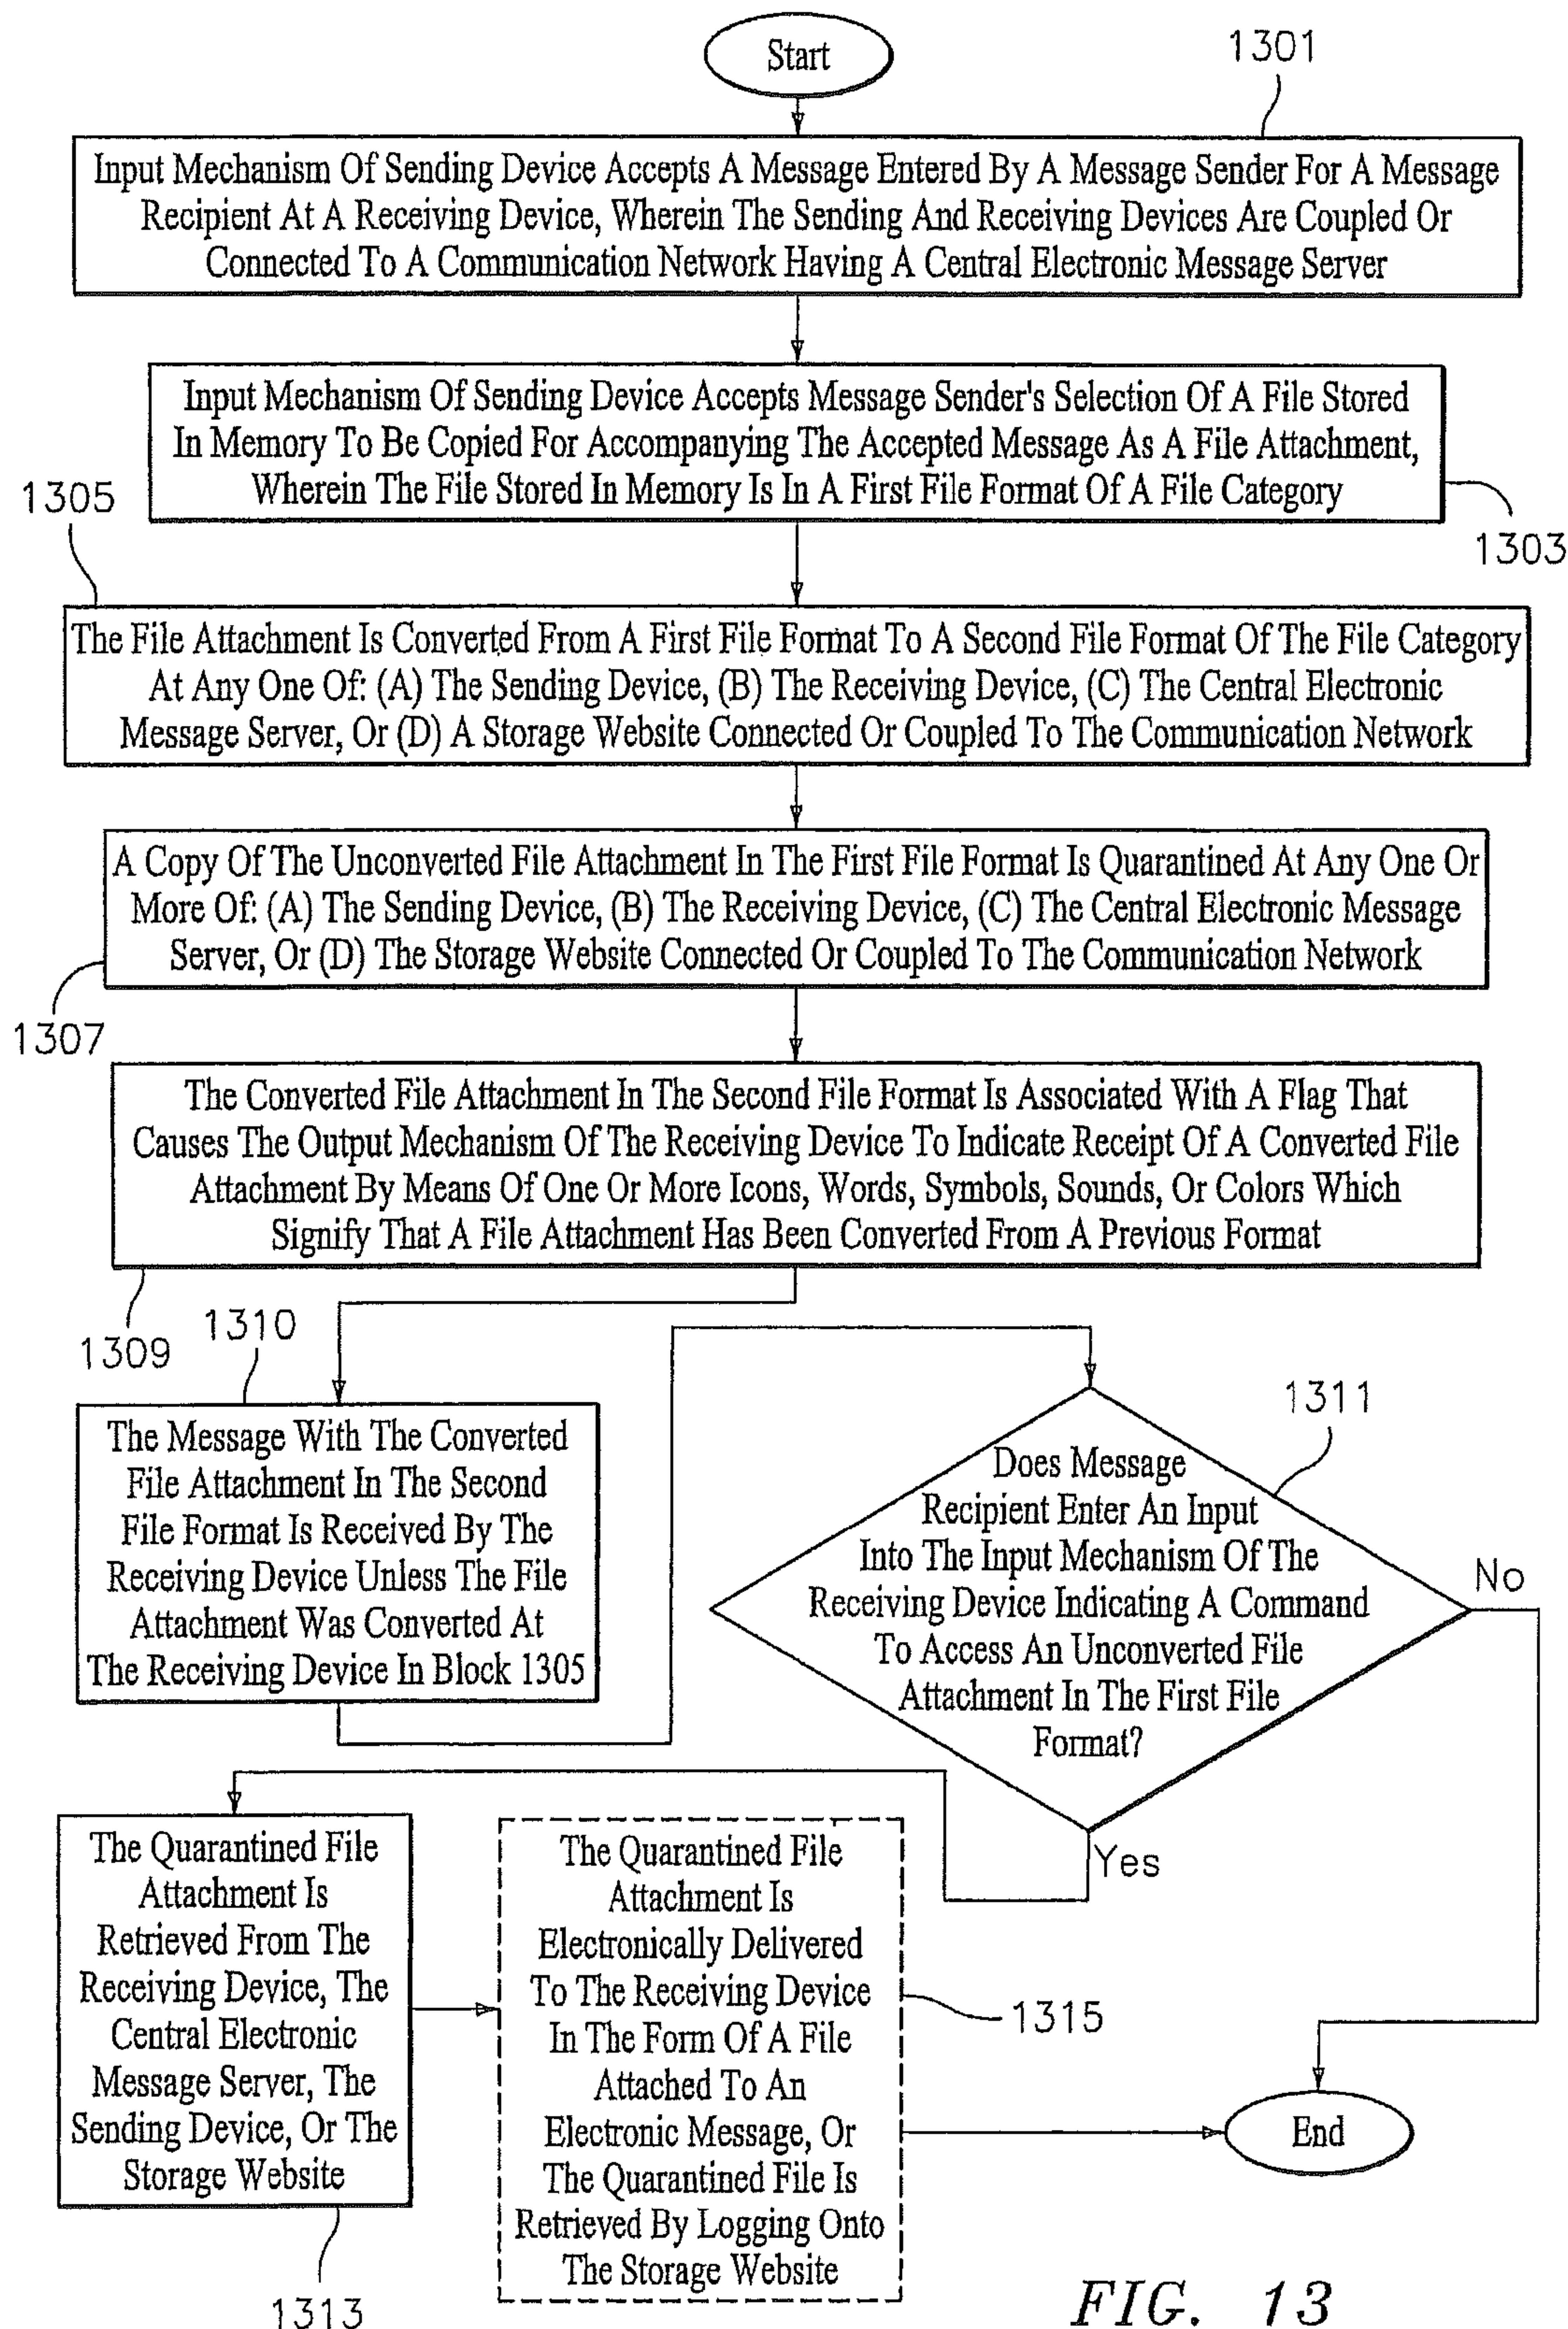 Start
1301
Input Mechanism Of Sending Device Accepts A Message Entered By A Message Sender For A Message
Recipient At A Receiving Device, Wherein The Sending And Receiving Devices Are Coupled Or
Connected To A Communication Network Having A Central Electronic Message Server
Input Mechanism Of Sending Device Accepts Message Sender's Selection Of A File Stored
In Memory To Be Copied For Accompanying The Accepted Message As A File Attachment,
Wherein The File Stored In Memory Is In A First File Format Of A File Category
1303
1305
The File Attachment Is Converted From A First File Format To A Second File Format Of The File Category
At Any One Of: (A) The Sending Device, (B) The Receiving Device, (C) The Central Electronic
Message Server, Or (D) A Storage Website Connected Or Coupled To The Communication Network
A Copy Of The Unconverted File Attachment In The First File Format Is Quarantined At Any One Or
More Of: (A) The Sending Device, (B) The Receiving Device, (C) The Central Electronic Message
Server, Or (D) The Storage Website Connected Or Coupled To The Communication Network
1307
The Converted File Attachment In The Second File Format Is Associated With A Flag That
Causes The Output Mechanism Of The Receiving Device To Indicate Receipt Of A Converted File
Attachment By Means Of One Or More Icons, Words, Symbols, Sounds, Or Colors Which
Signify That A File Attachment Has Been Converted From A Previous Format
1309
1310
The Message With The Converted
File Attachment In The Second
File Format Is Received By The
Receiving Device Unless The File
Attachment Was Converted At
The Receiving Device In Block 1305
1311
Does Message
Recipient Enter An Input
Into The Input Mechanism Of The
Receiving Device Indicating A Command
To Access An Unconverted File
Attachment In The First File
Format?
No
Yes
The Quarantined File
Attachment Is
Retrieved From The
Receiving Device, The
Central Electronic
Message Server, The
Sending Device, Or The
Storage Website
1313
The Quarantined File
Attachment Is
Electronically Delivered
To The Receiving Device
In The Form Of A File
Attached To An
Electronic Message, Or
The Quarantined File Is
Retrieved By Logging Onto
The Storage Website
1315
End
FIG. 13